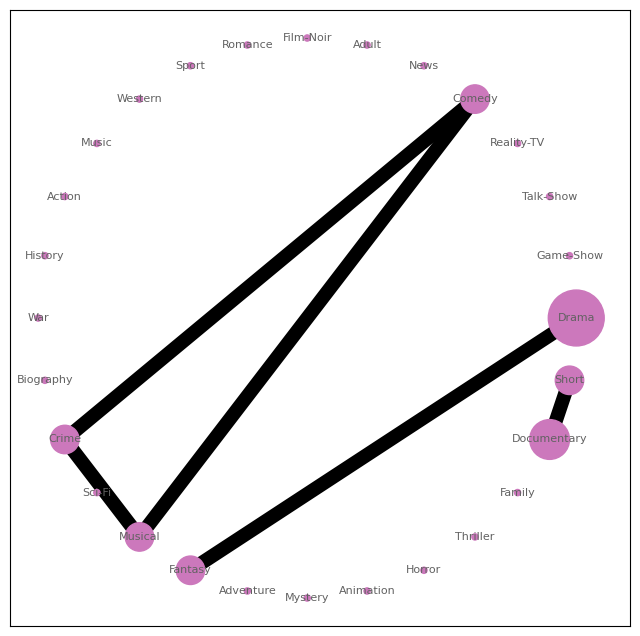 Film-Noir
Romance
Adult
Sport
News
Western
Comedy
Music
Reality-TV
Action
Talk-Show
History
Game-Show
War
Drama
Biography
Short
Crime
Documentary
Sci-Fi
Family
Musical
Thriller
Fantasy
Horror
Adventure
Animation
Mystery